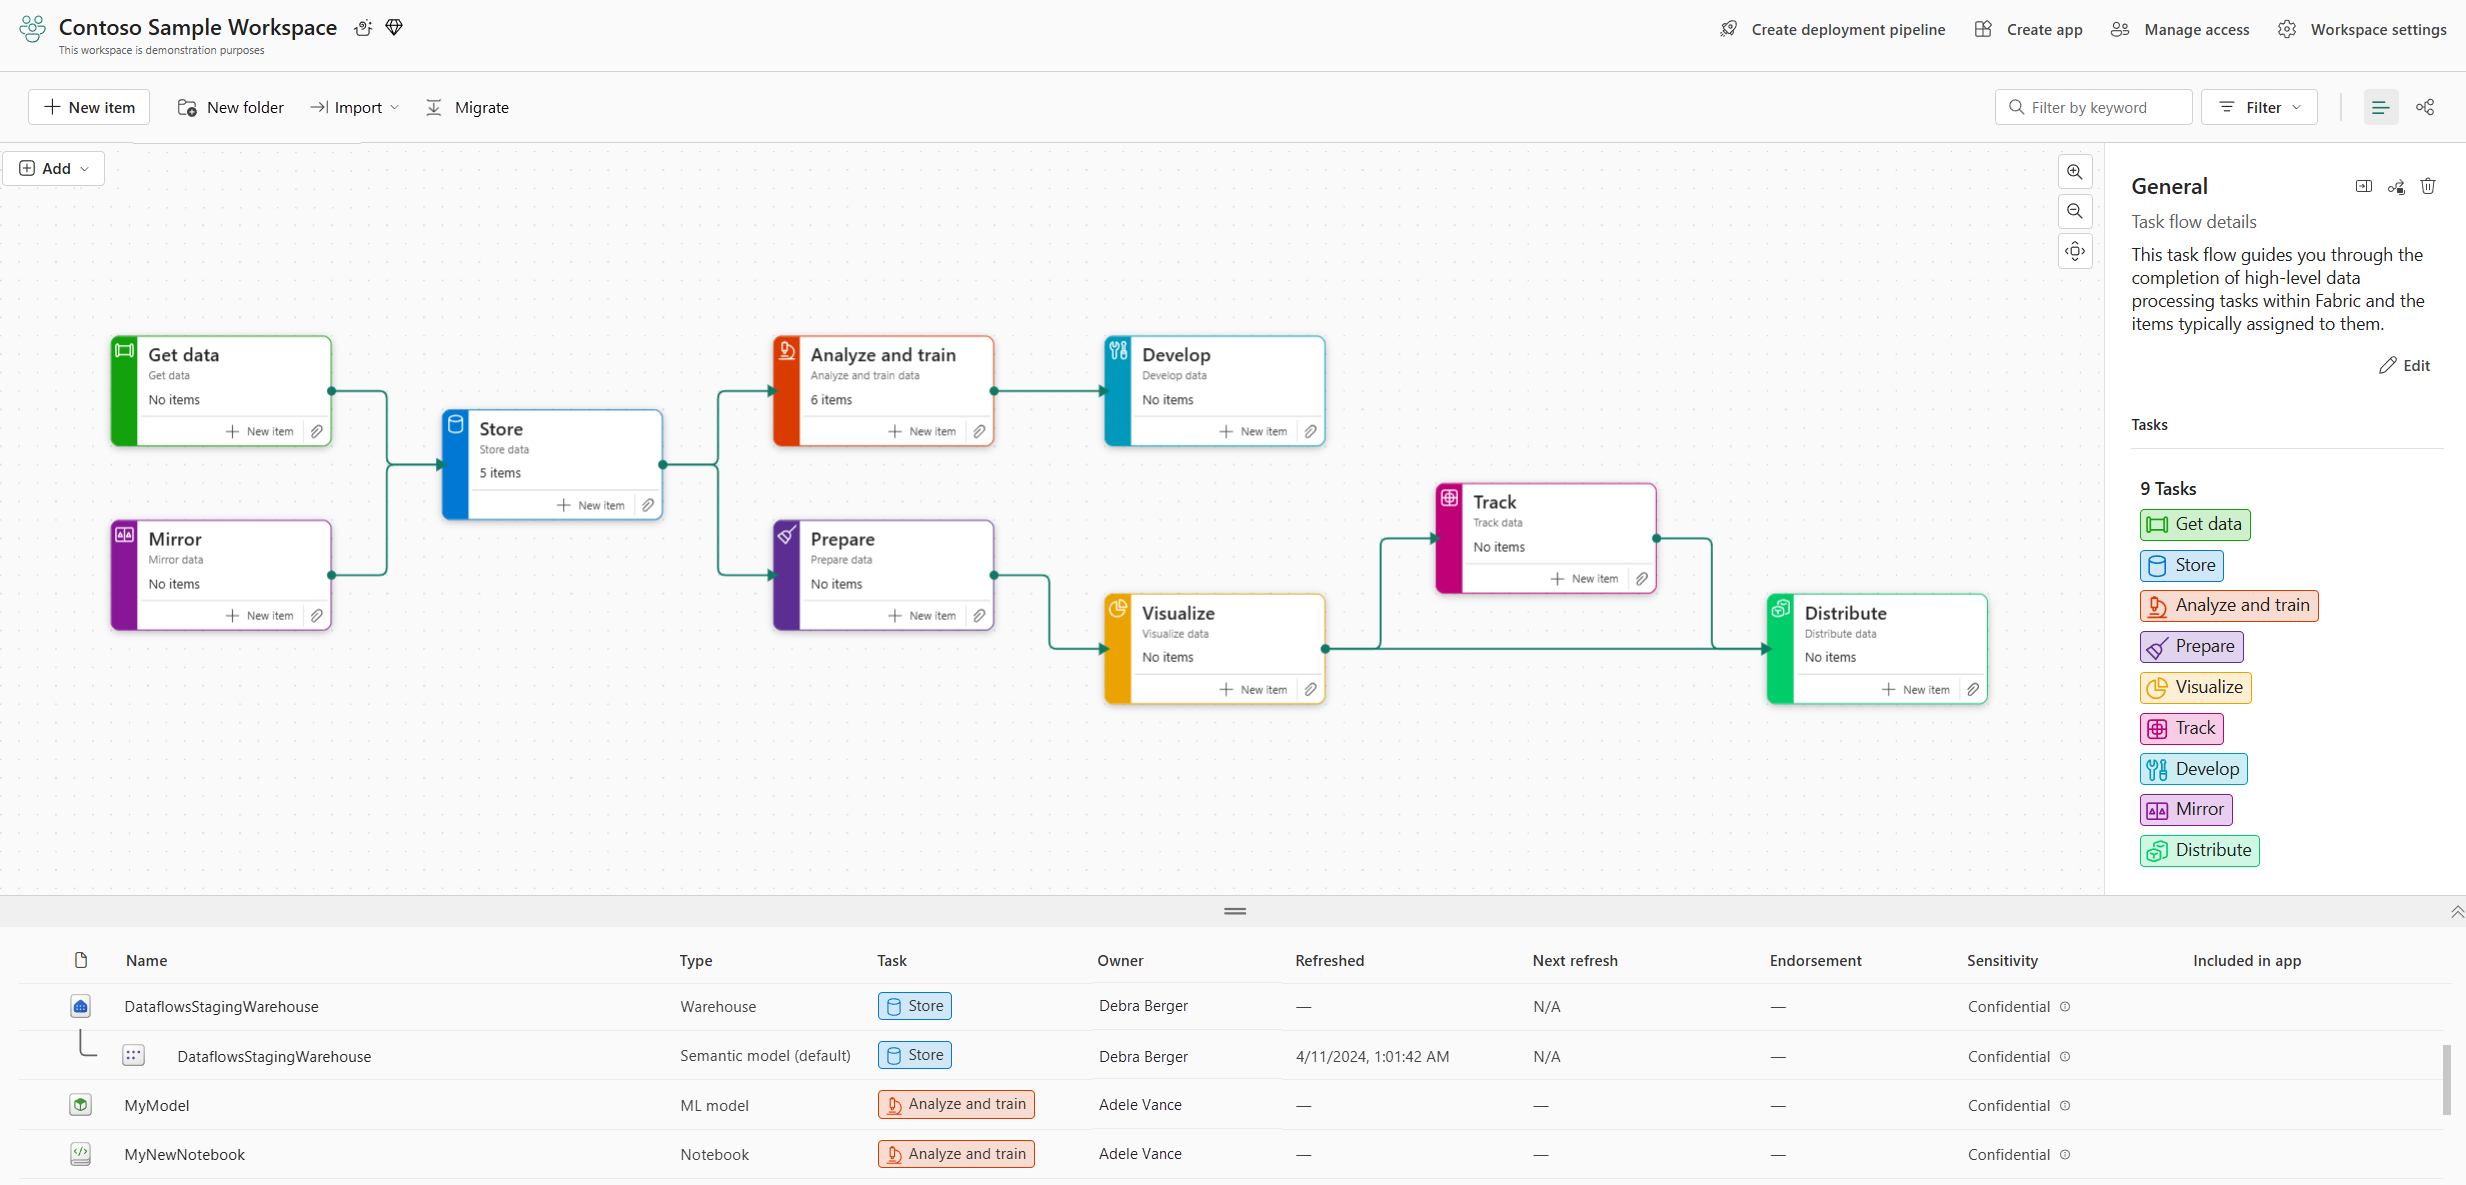 Contoso Sample Workspace
This workspace is demonstration purposes
Create deployment pipeline
Create app
Manage access
Workspace settings
New item
New folder
Import
Migrate
Filter by keyword
Filter
Add
Get data
Get data
No items
New item
Mirror
Mirror data
No items
New item
Store
Store data
5 items
New item
Analyze and train
Analyze and train data
6 items
New item
Prepare
Prepare data
No items
New item
Develop
Develop data
No items
New item
Visualize
Visualize data
No items
New item
Track
Track data
No items
New item
Distribute
Distribute data
No items
New item
General
Task flow details
This task flow guides you through the
completion of high-level data
processing tasks within Fabric and the
items typically assigned to them.
Edit
Tasks
9 Tasks
Get data
Store
Analyze and train
Prepare
Visualize
Track
Develop
Mirror
Distribute
Name Type Task Owner Refreshed Next refresh Endorsement Sensitivity Included in app
DataflowsStagingWarehouse Warehouse Store Debra Berger — N/A — Confidential
DataflowsStagingWarehouse Semantic model (default) Store Debra Berger 4/11/2024, 1:01:42 AM N/A — Confidential
MyModel ML model Analyze and train Adele Vance — — — Confidential
MyNewNotebook Notebook Analyze and train Adele Vance — — — Confidential